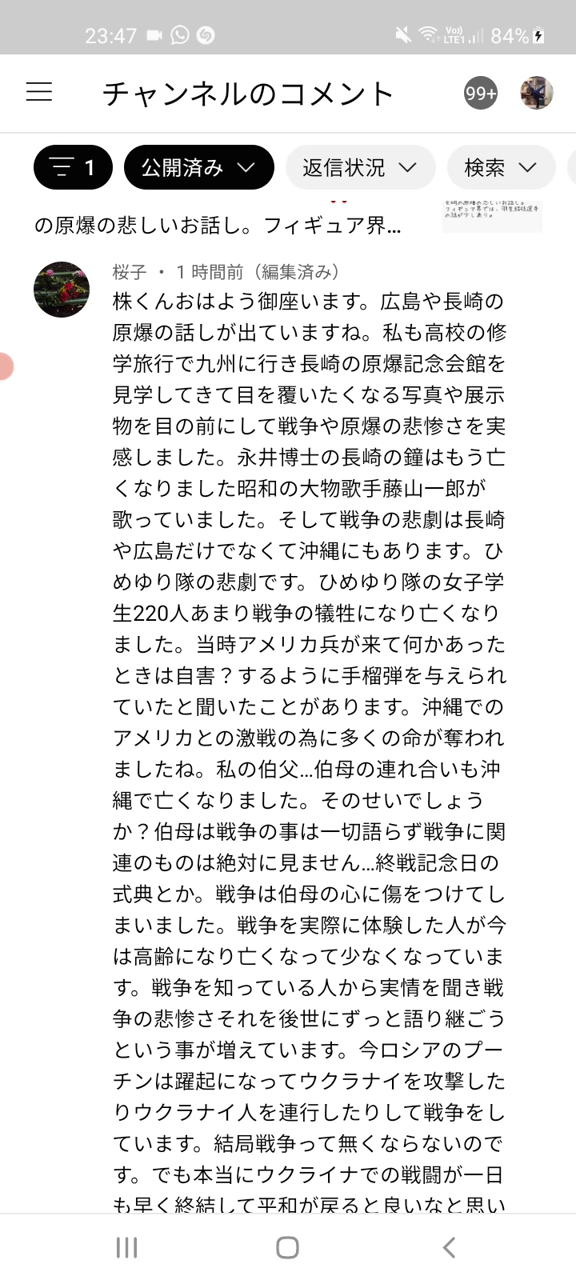 23:47
Vo) LTE1 84%
チャンネルのコメント
99+
1
公開済み
返信状況
検索
の原爆の悲しいお話し。フィギュア界...
桜子 ・ 1 時間前（編集済み）
株くんおはよう御座います。広島や長崎の
原爆の話しが出ていますね。私も高校の修
学旅行で九州に行き長崎の原爆記念会館を
見学してきて目を覆いたくなる写真や展示
物を目の前にして戦争や原爆の悲惨さを実
感しました。永井博士の長崎の鐘はもう亡
くなりました昭和の大物歌手藤山一郎が
歌っていました。そして戦争の悲劇は長崎
や広島だけでなくて沖縄にもあります。ひ
めゆり隊の悲劇です。ひめゆり隊の女子学
生220人あまり戦争の犠牲になり亡くなり
ました。当時アメリカ兵が来て何かあった
ときは自害？するように手榴弾を与えられ
ていたと聞いたことがあります。沖縄での
アメリカとの激戦の為に多くの命が奪われ
ましたね。私の伯父...伯母の連れ合いも沖
縄で亡くなりました。そのせいでしょう
か？伯母は戦争の事は一切語らず戦争に関
連のものは絶対に見ません...終戦記念日の
式典とか。戦争は伯母の心に傷をつけてし
まいました。戦争を実際に体験した人が今
は高齢になり亡くなって少なくなっていま
す。戦争を知っている人から実情を聞き戦
争の悲惨さそれを後世にずっと語り継ごう
という事が増えています。今ロシアのプー
チンは躍起になってウクラナイを攻撃した
りウクラナイ人を連行したりして戦争をし
ています。結局戦争って無くならないので
す。でも本当にウクライナでの戦闘が一日
も早く終結して平和が戻ると良いなと思い